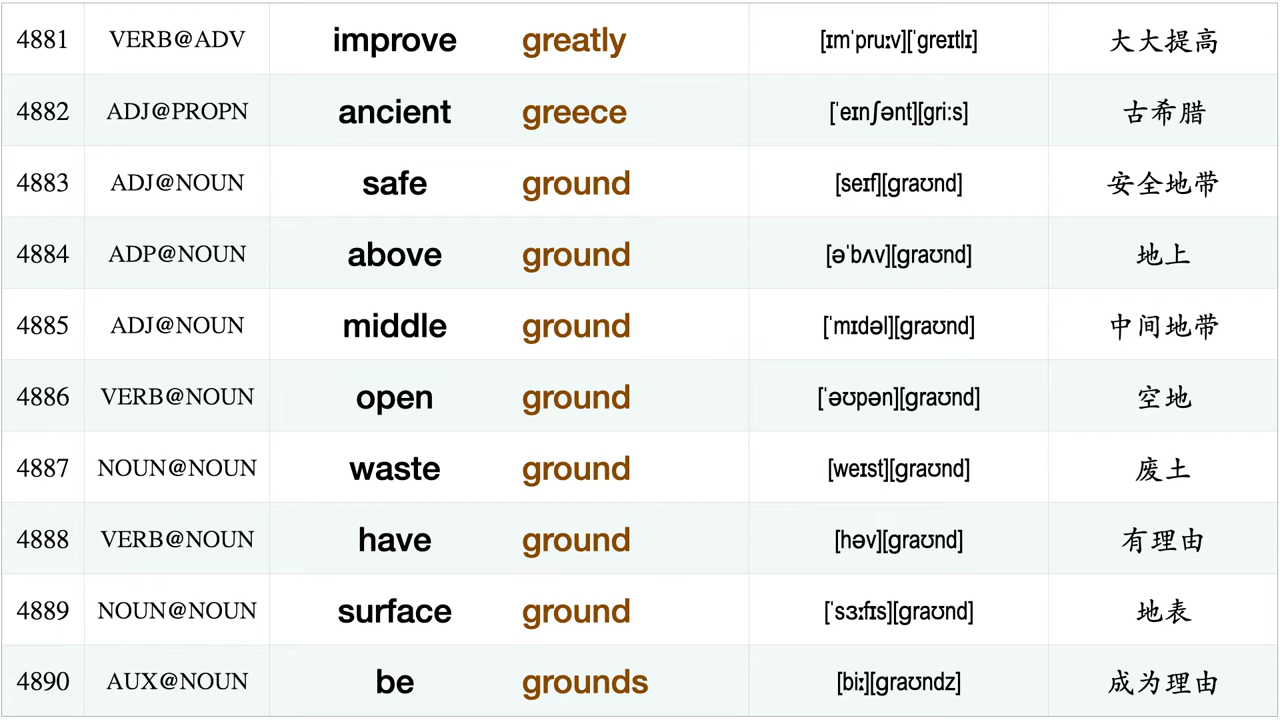 4881 VERB@ADV improve greatly [ɪmˈpruːv][ˈgreɪtlɪ] 大大提高
4882 ADJ@PROPN ancient greece [ˈeɪnʃənt][gri:s] 古希腊
4883 ADJ@NOUN safe ground [seɪf][graʊnd] 安全地带
4884 ADP@NOUN above ground [əˈbʌv][graʊnd] 地上
4885 ADJ@NOUN middle ground [ˈmɪdəl][graʊnd] 中间地带
4886 VERB@NOUN open ground [ˈəʊpən][graʊnd] 空地
4887 NOUN@NOUN waste ground [weɪst][graʊnd] 废土
4888 VERB@NOUN have ground [həv][graʊnd] 有理由
4889 NOUN@NOUN surface ground [ˈsɜːfɪs][graʊnd] 地表
4890 AUX@NOUN be grounds [biː][graʊndz] 成为理由